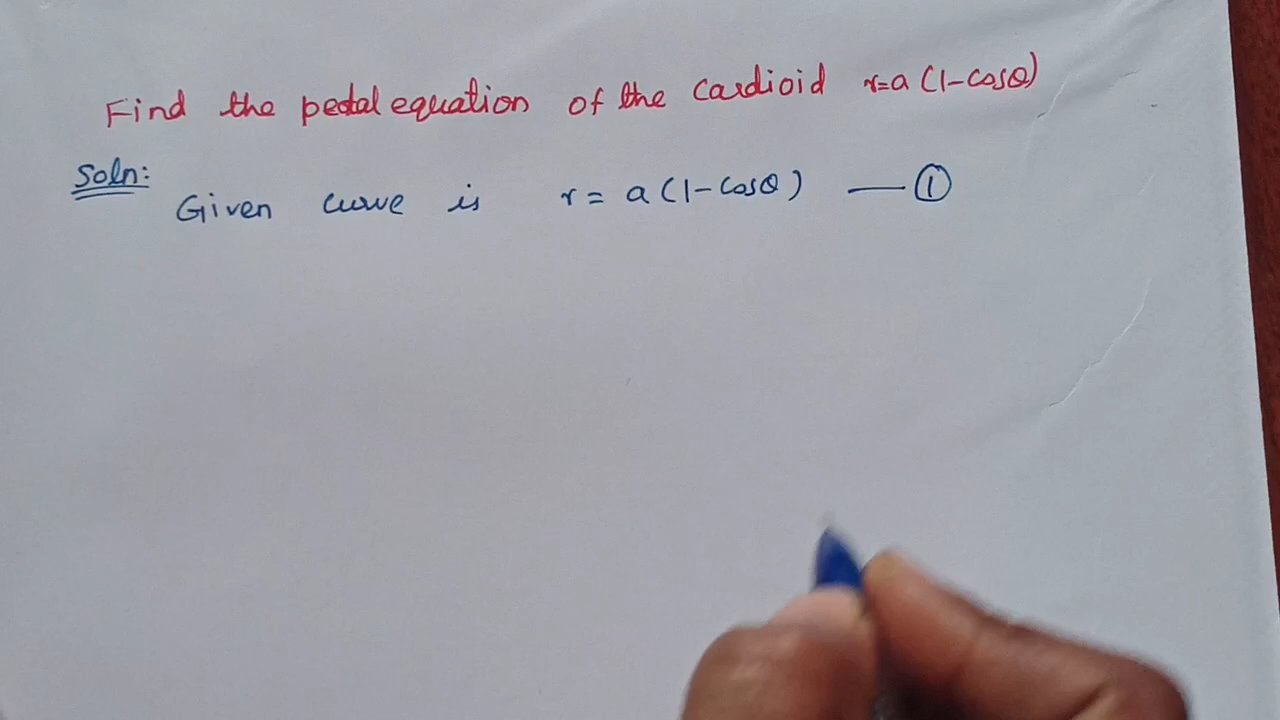 Find the pedal equation of the cardioid r=a(1-cosθ)
Soln:
Given curve is r= a(1-cosθ) — ①